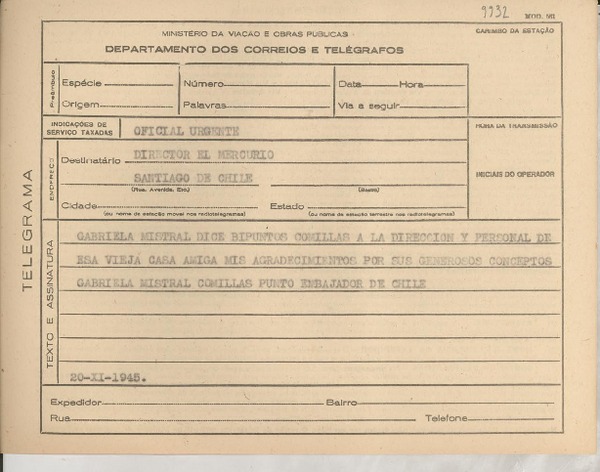 9932 MOD. 91
MINISTÉRIO DA VIAÇÃO E OBRAS PÚBLICAS
CARIMBO DA ESTAÇÃO
DEPARTAMENTO DOS CORREIOS E TELÉGRAFOS
Preâmbulo
Espécie Número Data Hora
Origem Palavras Via a seguir
INDICAÇÕES DE
SERVIÇO TAXADAS
OFICIAL URGENTE
HORA DA TRANSMISSÃO
TELEGRAMA
ENDEREÇO
Destinatário DIRECTOR EL MERCURIO
SANTIAGO DE CHILE
INICIAIS DO OPERADOR
(Rua, Avenida, Etc.)
Cidade Estado
(ou nome da estação movel nos radiotelegramas) (ou nome da estação terrestre nos radiotelegramas)
TEXTO E ASSINATURA
GABRIELA MISTRAL DICE BIPUNTOS COMILLAS A LA DIRECCION Y PERSONAL DE
ESA VIEJA CASA AMIGA MIS AGRADECIMIENTOS POR SUS GENEROSOS CONCEPTOS
GABRIELA MISTRAL COMILLAS PUNTO EMBAJADOR DE CHILE
20-XI-1945.
Expedidor Bairro
Rua Telefone